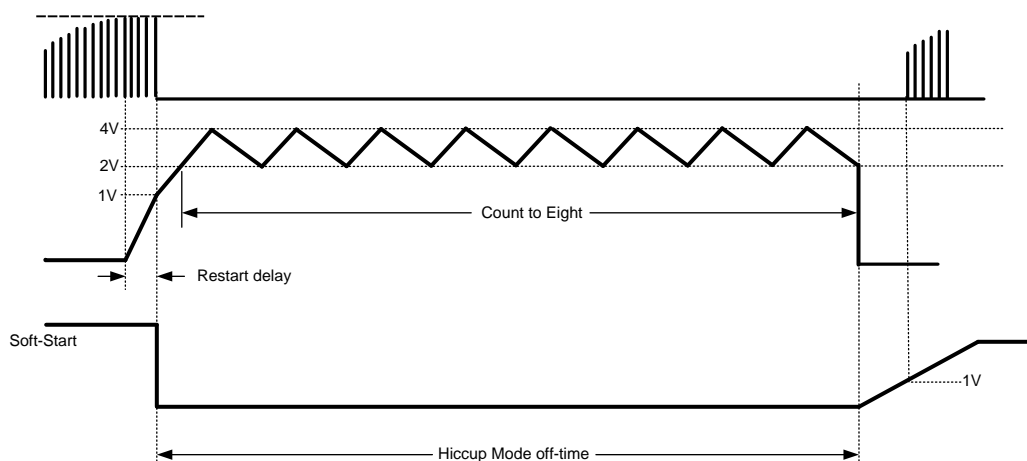 4V
2V
1V
Count to Eight
Restart delay
Soft-Start
1V
Hiccup Mode off-time